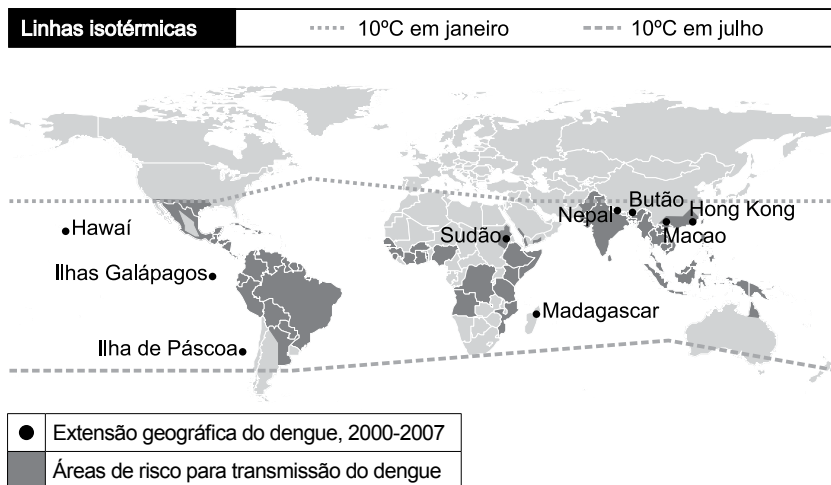 Linhas isotérmicas 10ºC em janeiro 10ºC em julho
Hawaí
Ilhas Galápagos
Ilha de Páscoa
Sudão
Madagascar
Nepal
Butão
Hong Kong
Macao
Extensão geográfica do dengue, 2000-2007
Áreas de risco para transmissão do dengue